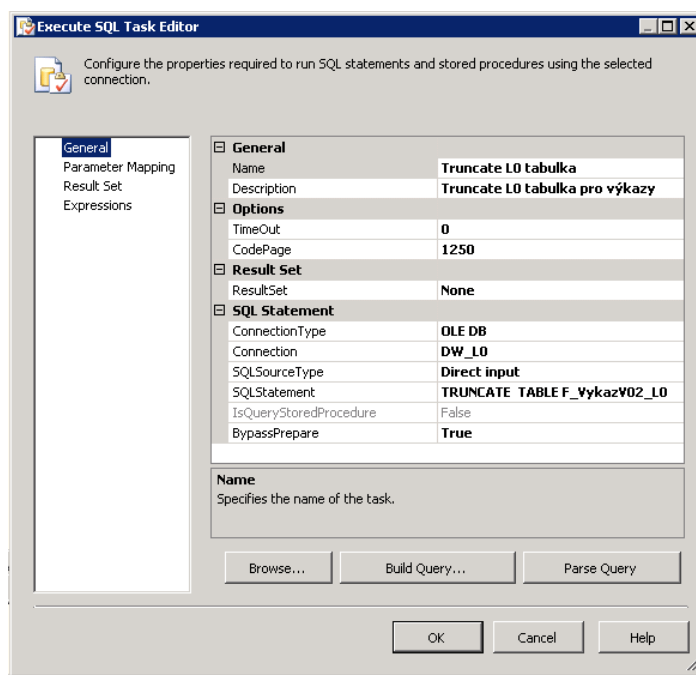 Execute SQL Task Editor
Configure the properties required to run SQL statements and stored procedures using the selected
connection.
General
Parameter Mapping
Result Set
Expressions
General
Name Truncate L0 tabulka
Description Truncate L0 tabulka pro výkazy
Options
TimeOut 0
CodePage 1250
Result Set
ResultSet None
SQL Statement
ConnectionType OLE DB
Connection DW_L0
SQLSourceType Direct input
SQLStatement TRUNCATE TABLE F_VykazV02_L0
IsQueryStoredProcedure False
BypassPrepare True
Name
Specifies the name of the task.
Browse... Build Query... Parse Query
OK Cancel Help